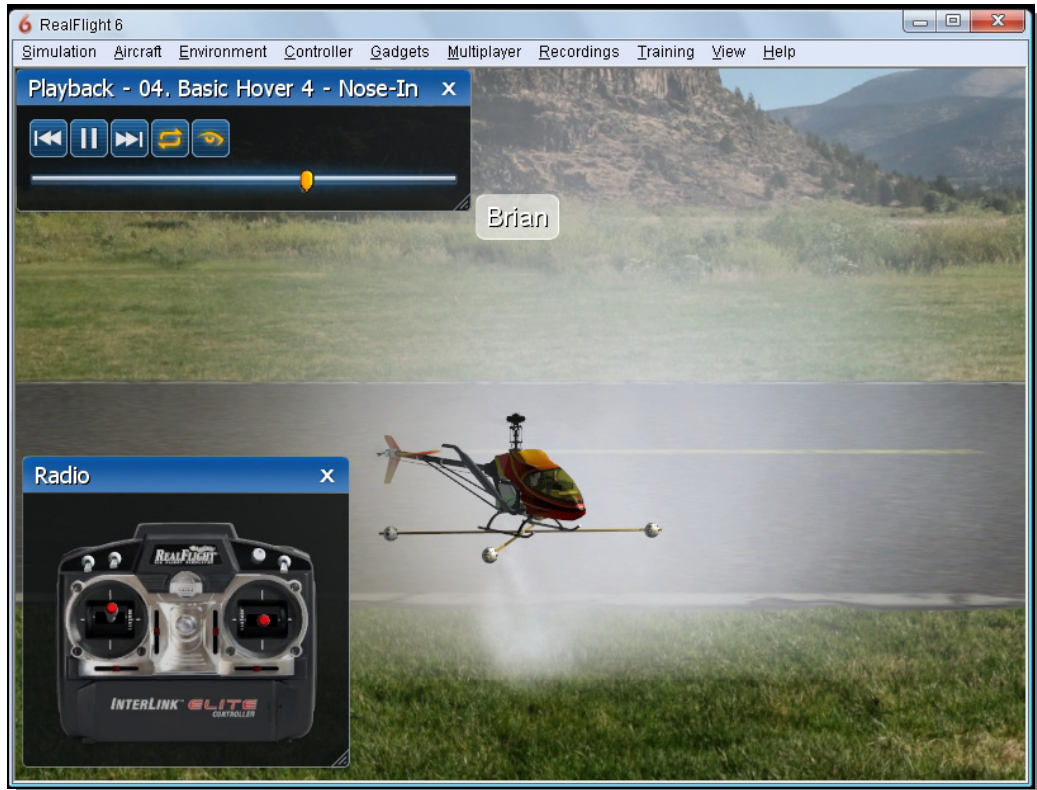 6 RealFlight 6
Simulation Aircraft Environment Controller Gadgets Multiplayer Recordings Training View Help
Playback - 04. Basic Hover 4 - Nose-In x
Brian
Radio x
REALFLIGHT
INTERLINK ELITE
CONTROLLER